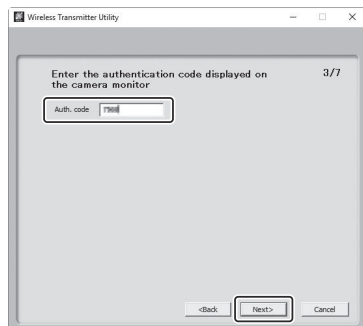 Wireless Transmitter Utility
Enter the authentication code displayed on
the camera monitor
3/7
Auth. code
<Back
Next>
Cancel